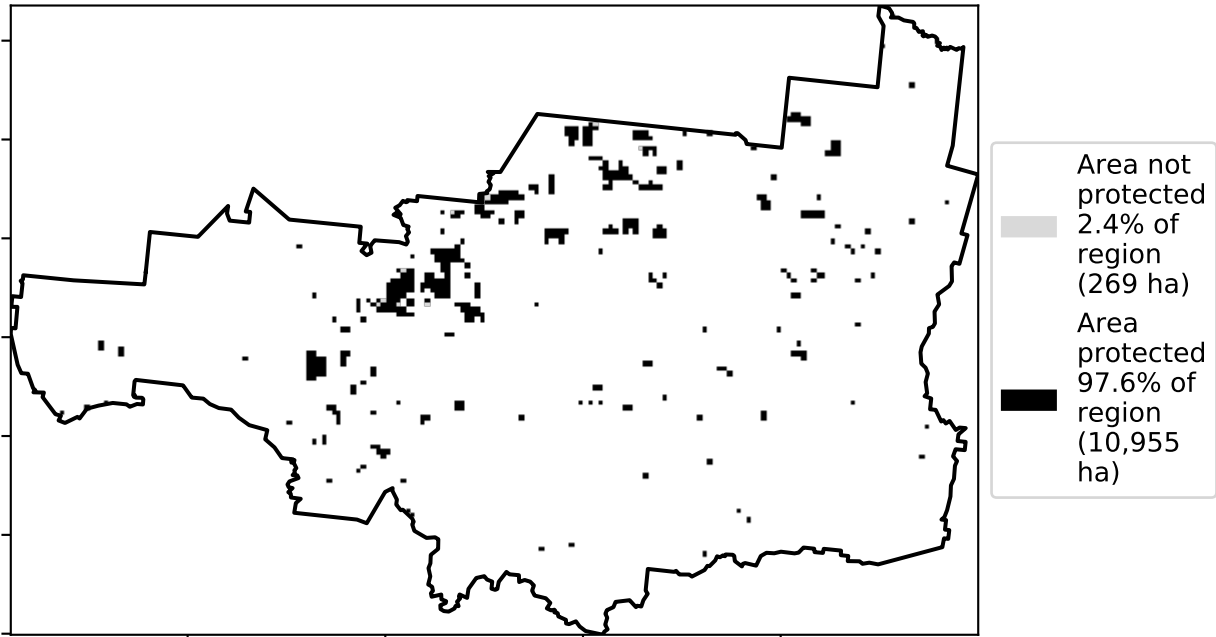 Area not
protected
2.4% of
region
(269 ha)
Area
protected
97.6% of
region
(10,955
ha)